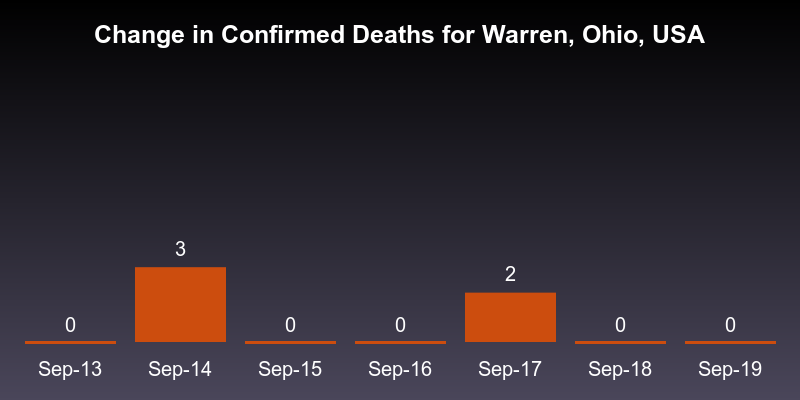 Change in Confirmed Deaths for Warren, Ohio, USA
0
3
0
0
2
0
0
Sep-13
Sep-14
Sep-15
Sep-16
Sep-17
Sep-18
Sep-19